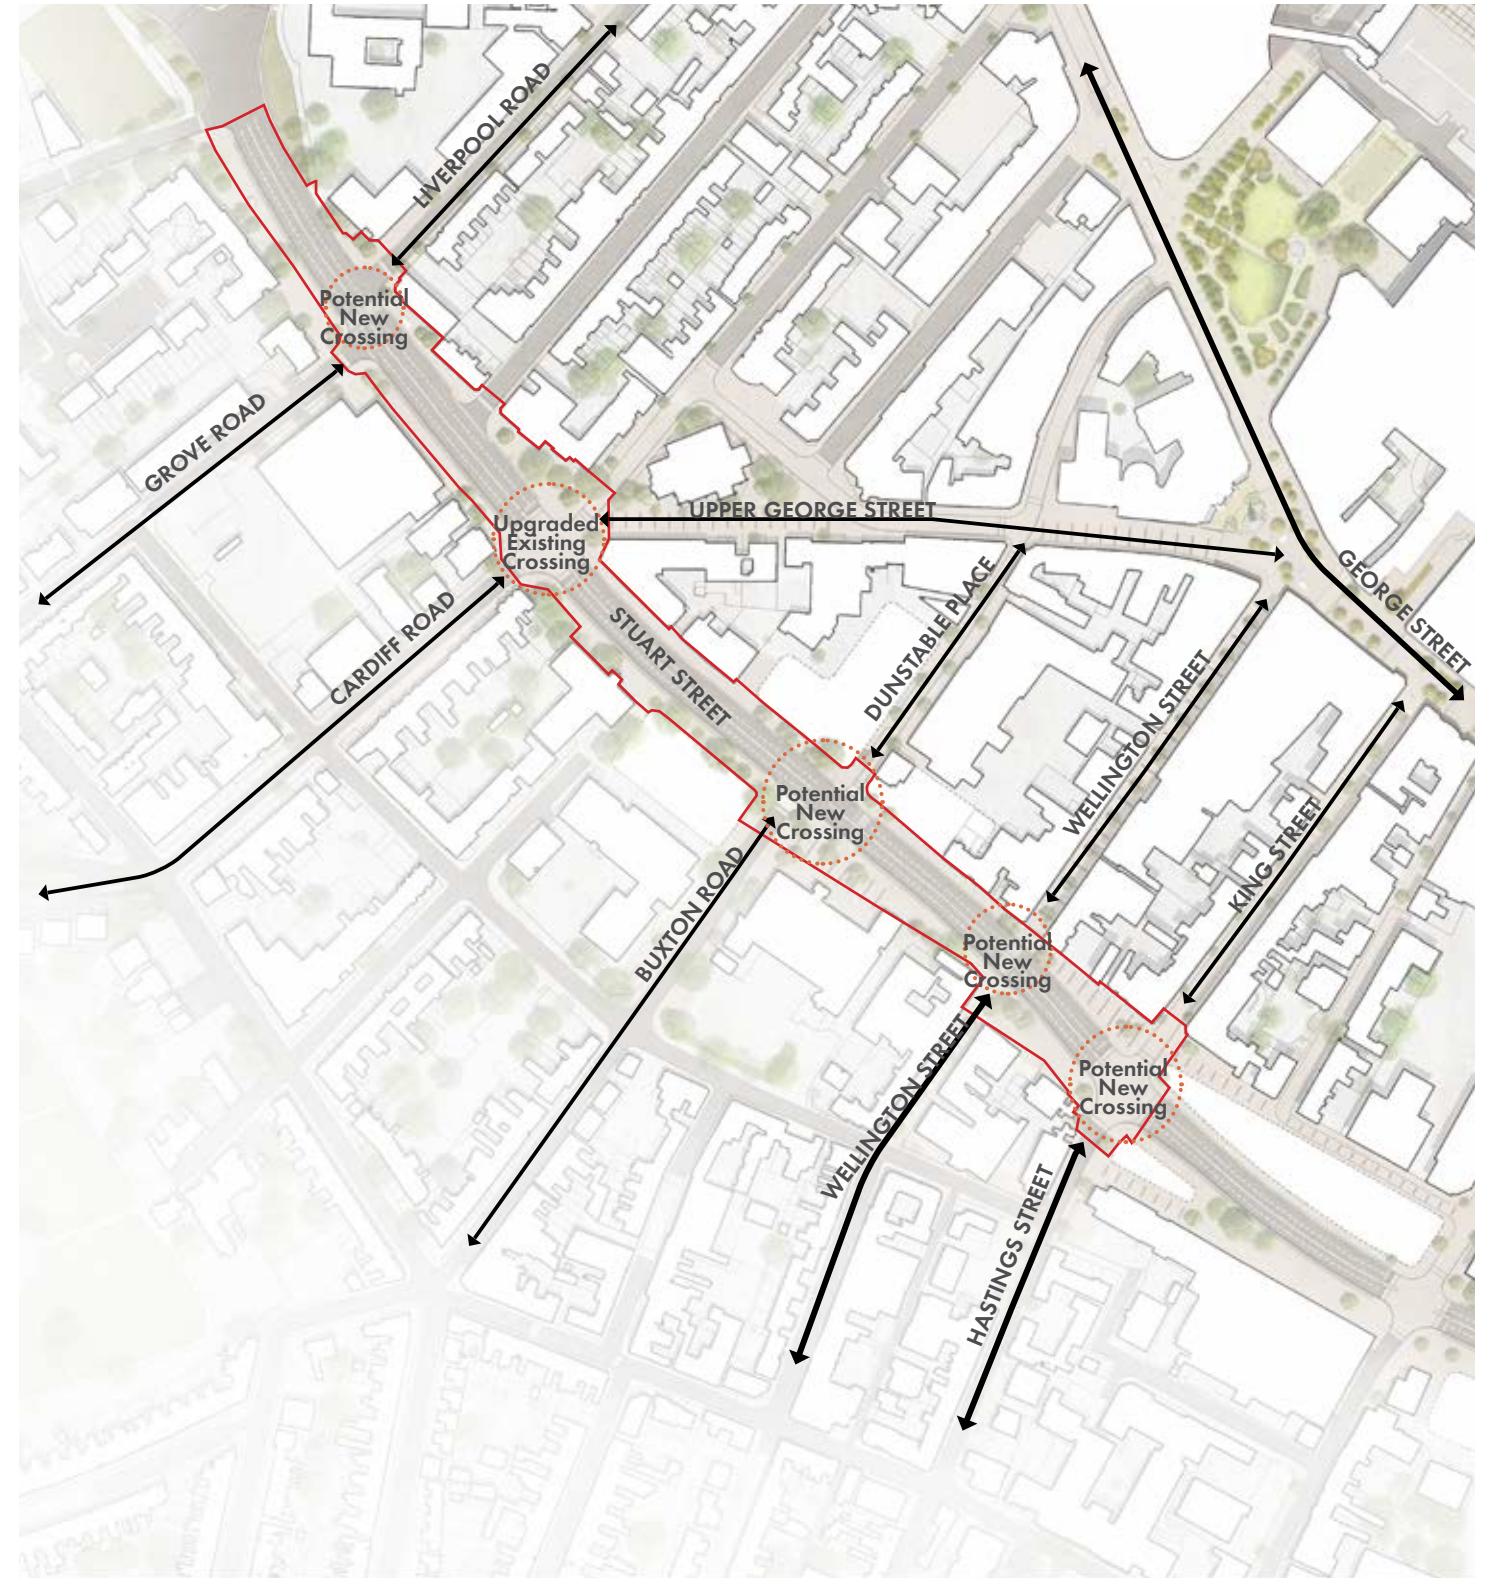 LIVERPOOL ROAD
Potential
New
Crossing
GROVE ROAD
Upgraded
Existing
Crossing
UPPER GEORGE STREET
CARDIFF ROAD
STUART STREET
DUNSTABLE PLACE
GEORGE STREET
WELLINGTON STREET
KING STREET
Potential
New
Crossing
BUXTON ROAD
Potential
New
Crossing
WELLINGTON STREET
Potential
New
Crossing
HASTINGS STREET